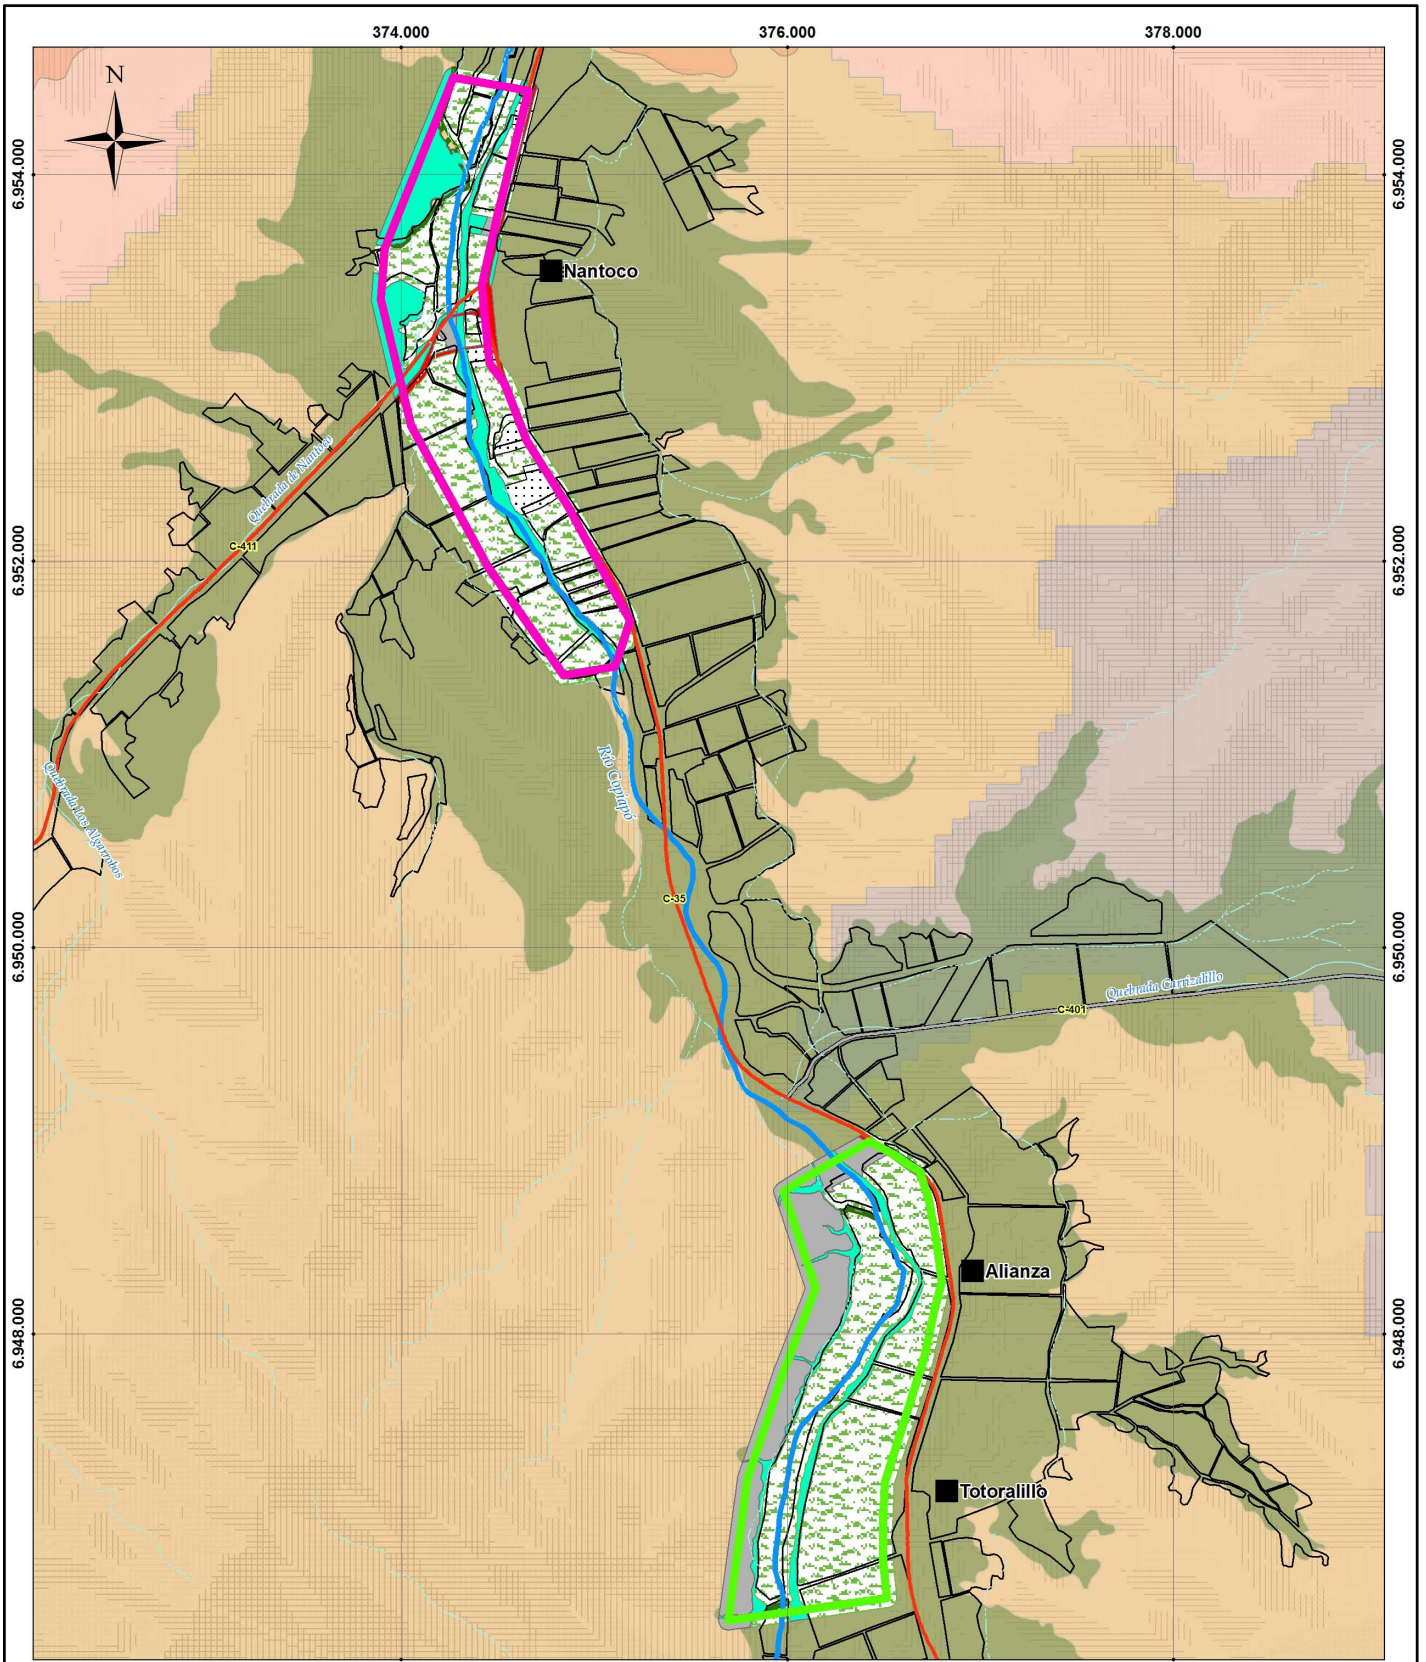 374.000
376.000
378.000
N
6.954.000
6.954.000
Nantoco
Quebrada de Nantoco
C-411
6.952.000
6.952.000
Río Copiapó
Quebrada Los Algarrobos
C-35
6.950.000
6.950.000
Quebrada Carrizalillo
C-401
Alianza
6.948.000
6.948.000
Totoralillo